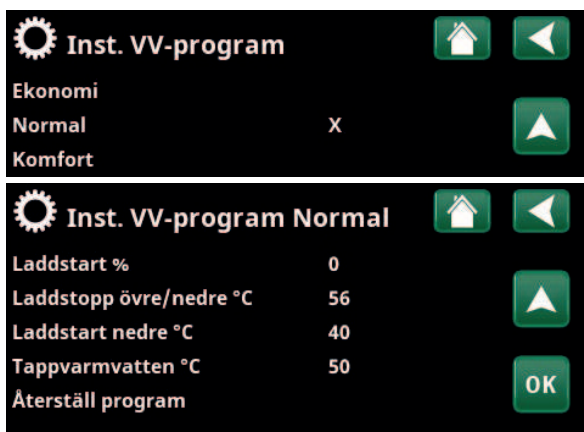 Inst. VV-program
Ekonomi
Normal X
Komfort
Inst. VV-program Normal
Laddstart % 0
Laddstopp övre/nedre °C 56
Laddstart nedre °C 40
Tappvarmvatten °C 50
Återställ program
OK